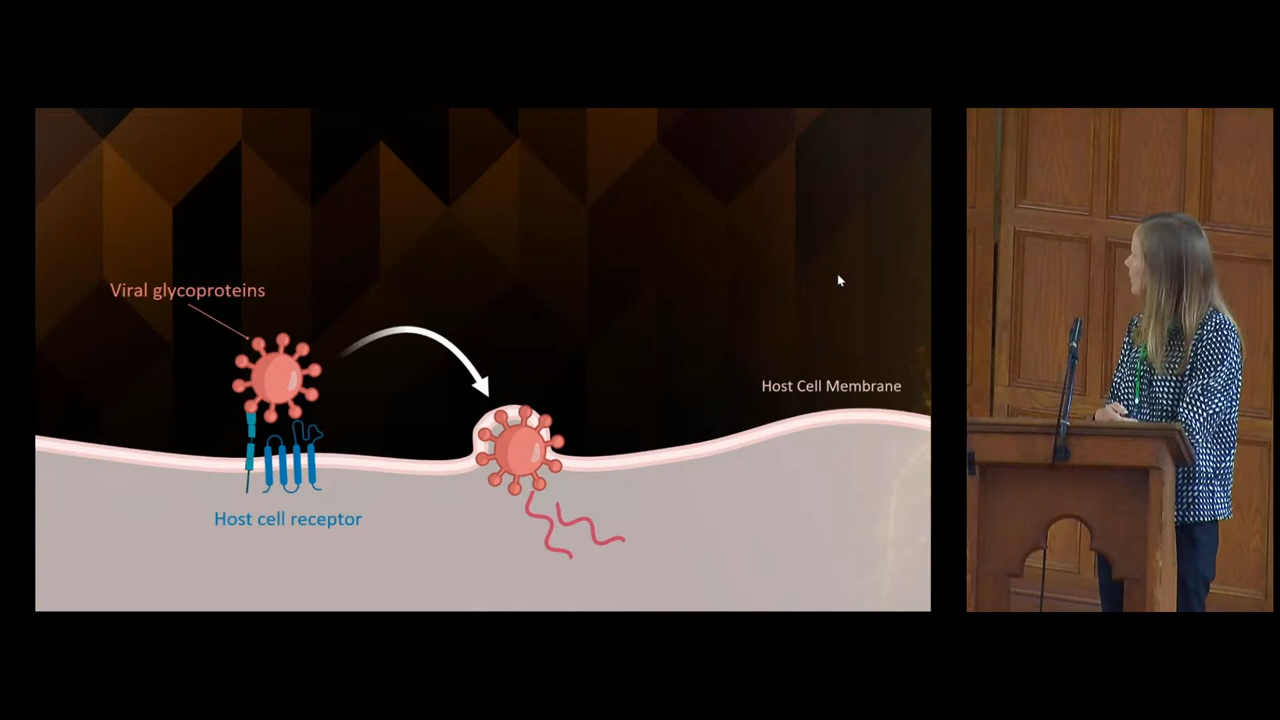 Viral glycoproteins
Host Cell Membrane
Host cell receptor